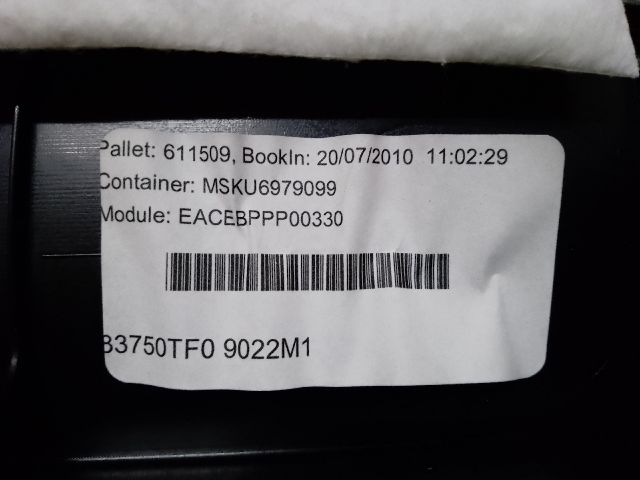 Pallet: 611509, BookIn: 20/07/2010 11:02:29
Container: MSKU6979099
Module: EACEBPPP00330
83750TF0 9022M1